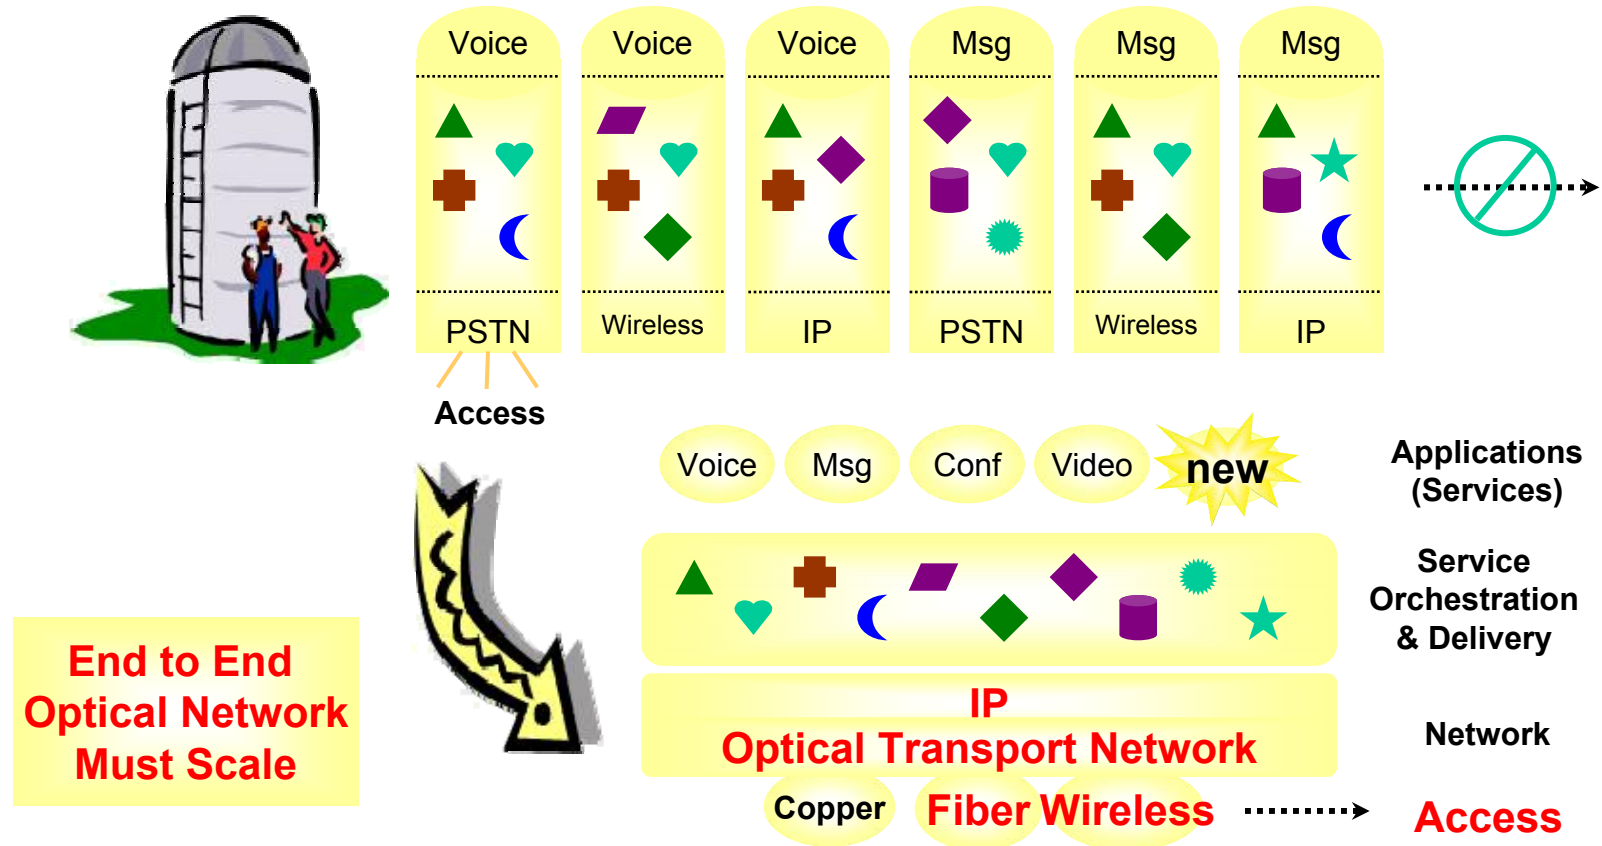 Voice Voice Voice Msg Msg Msg
PSTN Wireless IP PSTN Wireless IP
Access
Voice Msg Conf Video new
Applications
(Services)
Service
Orchestration
& Delivery
End to End
Optical Network
Must Scale
IP
Optical Transport Network
Network
Copper Fiber Wireless
Access